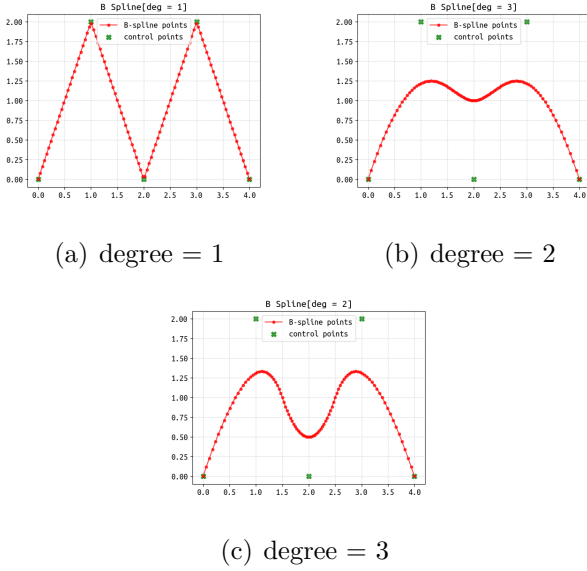 B Spline[deg = 1]
2.00
1.75
1.50
1.25
1.00
0.75
0.50
0.25
0.00
B-spline points
control points
0.0 0.5 1.0 1.5 2.0 2.5 3.0 3.5 4.0
(a) degree = 1
B Spline[deg = 3]
2.00
1.75
1.50
1.25
1.00
0.75
0.50
0.25
0.00
B-spline points
control points
0.0 0.5 1.0 1.5 2.0 2.5 3.0 3.5 4.0
(b) degree = 2
B Spline[deg = 2]
2.00
1.75
1.50
1.25
1.00
0.75
0.50
0.25
0.00
B-spline points
control points
0.0 0.5 1.0 1.5 2.0 2.5 3.0 3.5 4.0
(c) degree = 3